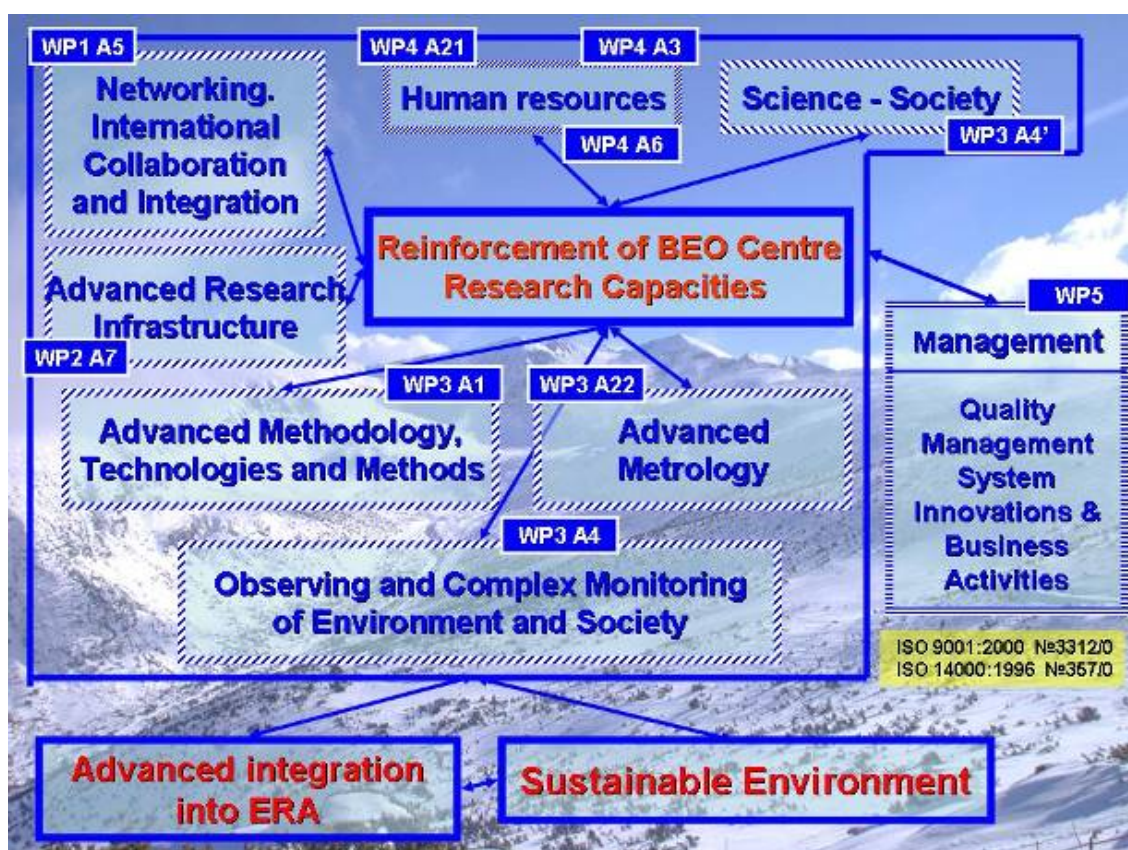 WP1 A5
WP4 A21
WP4 A3
Networking.
International
Collaboration
and Integration
Human resources
WP4 A6
Science - Society
WP3 A4’
Reinforcement of BEO Centre
Research Capacities
Advanced Research
Infrastructure
WP2 A7
WP5
Management
Quality
Management
System
Innovations &
Business
Activities
WP3 A1
Advanced Methodology,
Technologies and Methods
WP3 A22
Advanced
Metrology
WP3 A4
Observing and Complex Monitoring
of Environment and Society
ISO 9001:2000 №3312/0
ISO 14000:1996 №357/0
Advanced integration
into ERA
Sustainable Environment